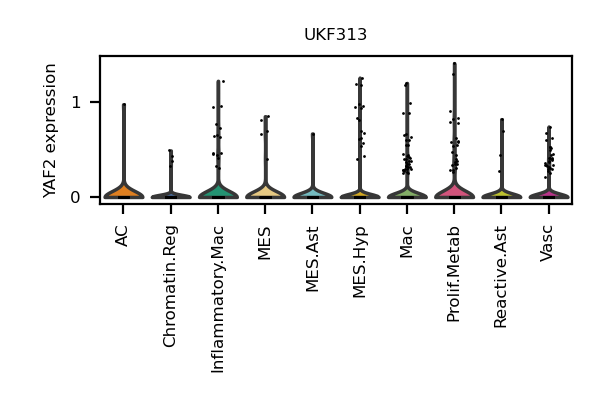 UKF313
YAF2 expression
1
0
AC
Chromatin.Reg
Inflammatory.Mac
MES
MES.Ast
MES.Hyp
Mac
Prolif.Metab
Reactive.Ast
Vasc